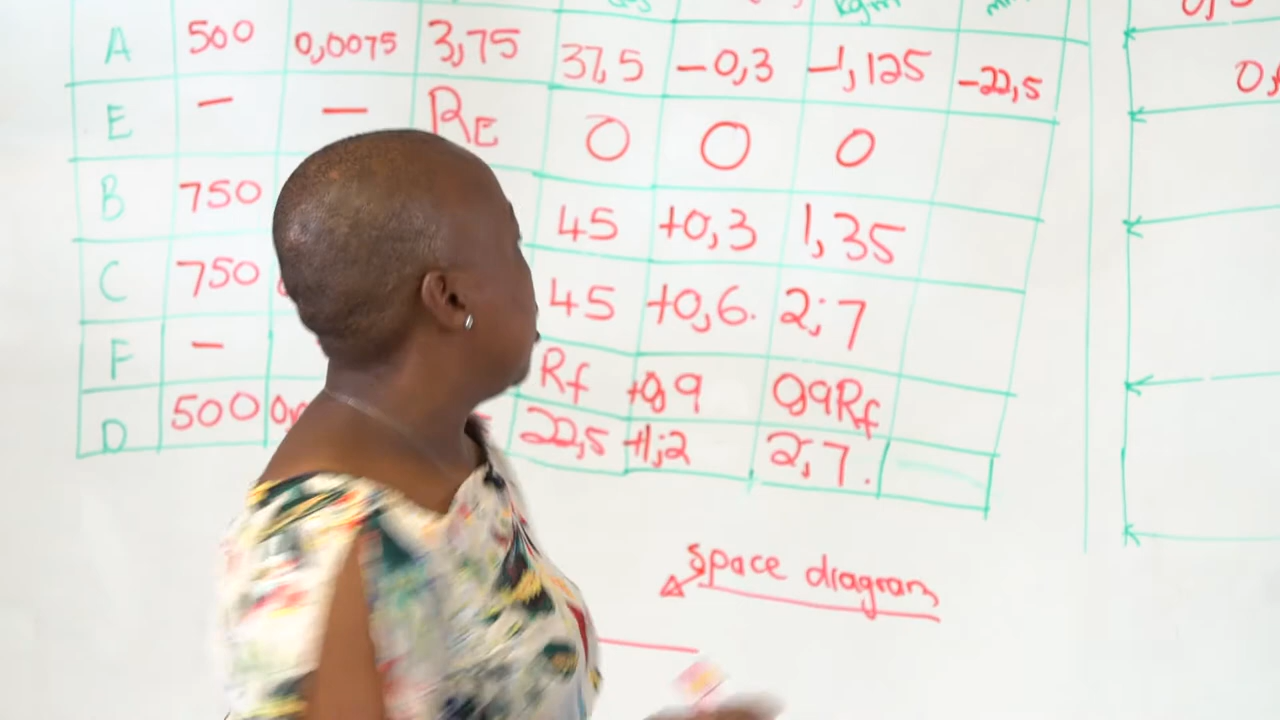 A 500 0,0075 3,75 37,5 -0,3 -1,125 -22,5
E - - RE 0 0 0
B 750 45 +0,3 1,35
C 750 45 +0,6. 2,7
F - Rf +0,9 0,9Rf
D 500 22,5 +1,2 2,7.
Space diagram